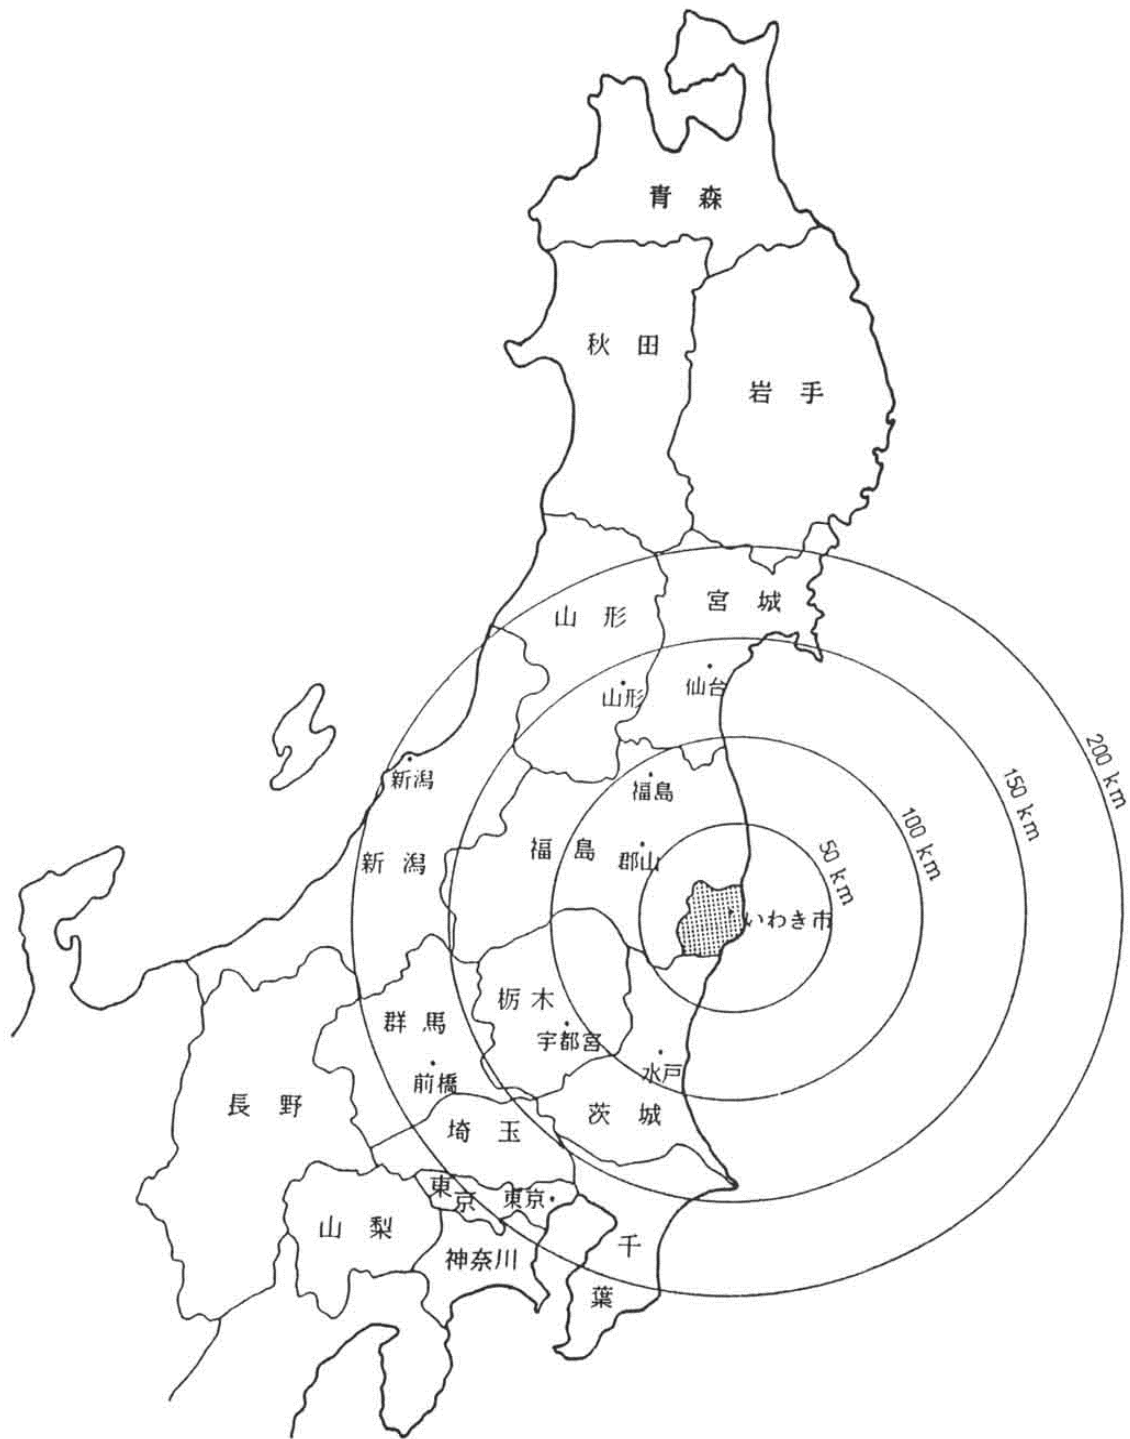 青森
秋田
岩手
山形
宮城
山形
仙台
新潟
福島
200 km
150 km
新潟
福島
郡山
100 km
50 km
いわき市
群馬
栃木
宇都宮
前橋
水戸
長野
埼玉
茨城
東京
東京
山梨
神奈川
千葉